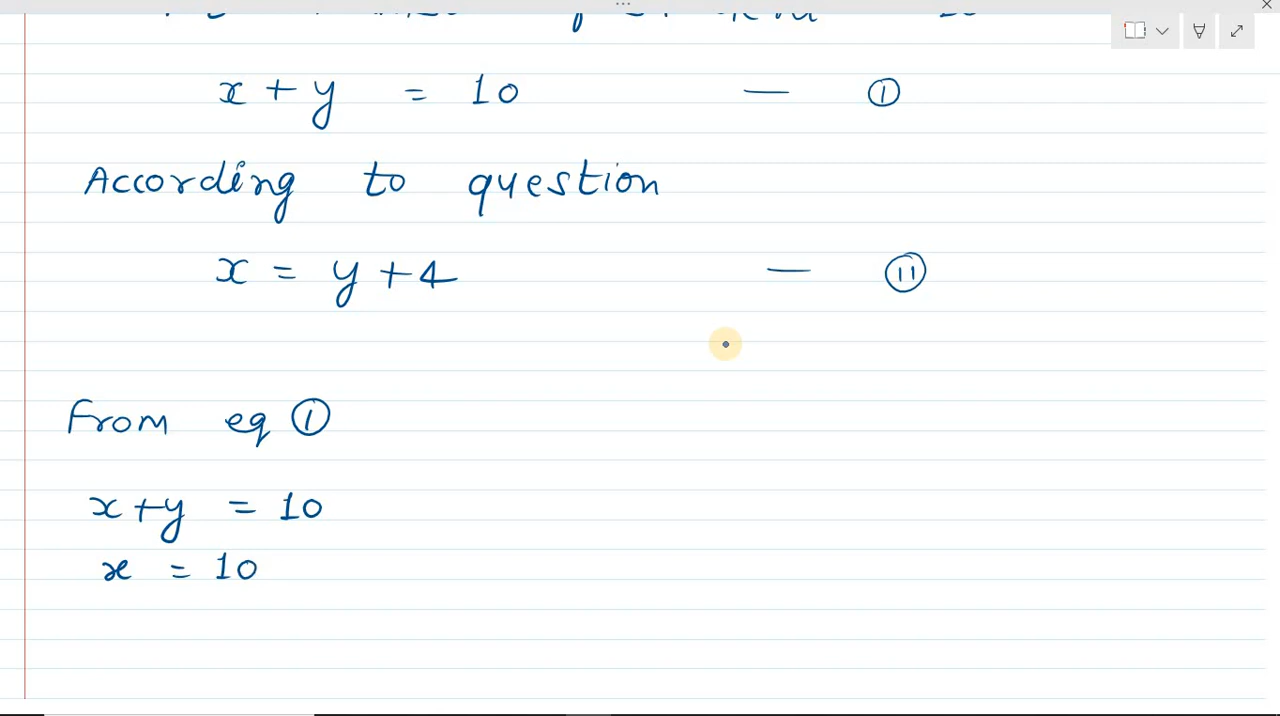 x + y = 10 — ①
According to question
x = y + 4 — ⑪
From eq ①
x + y = 10
x = 10